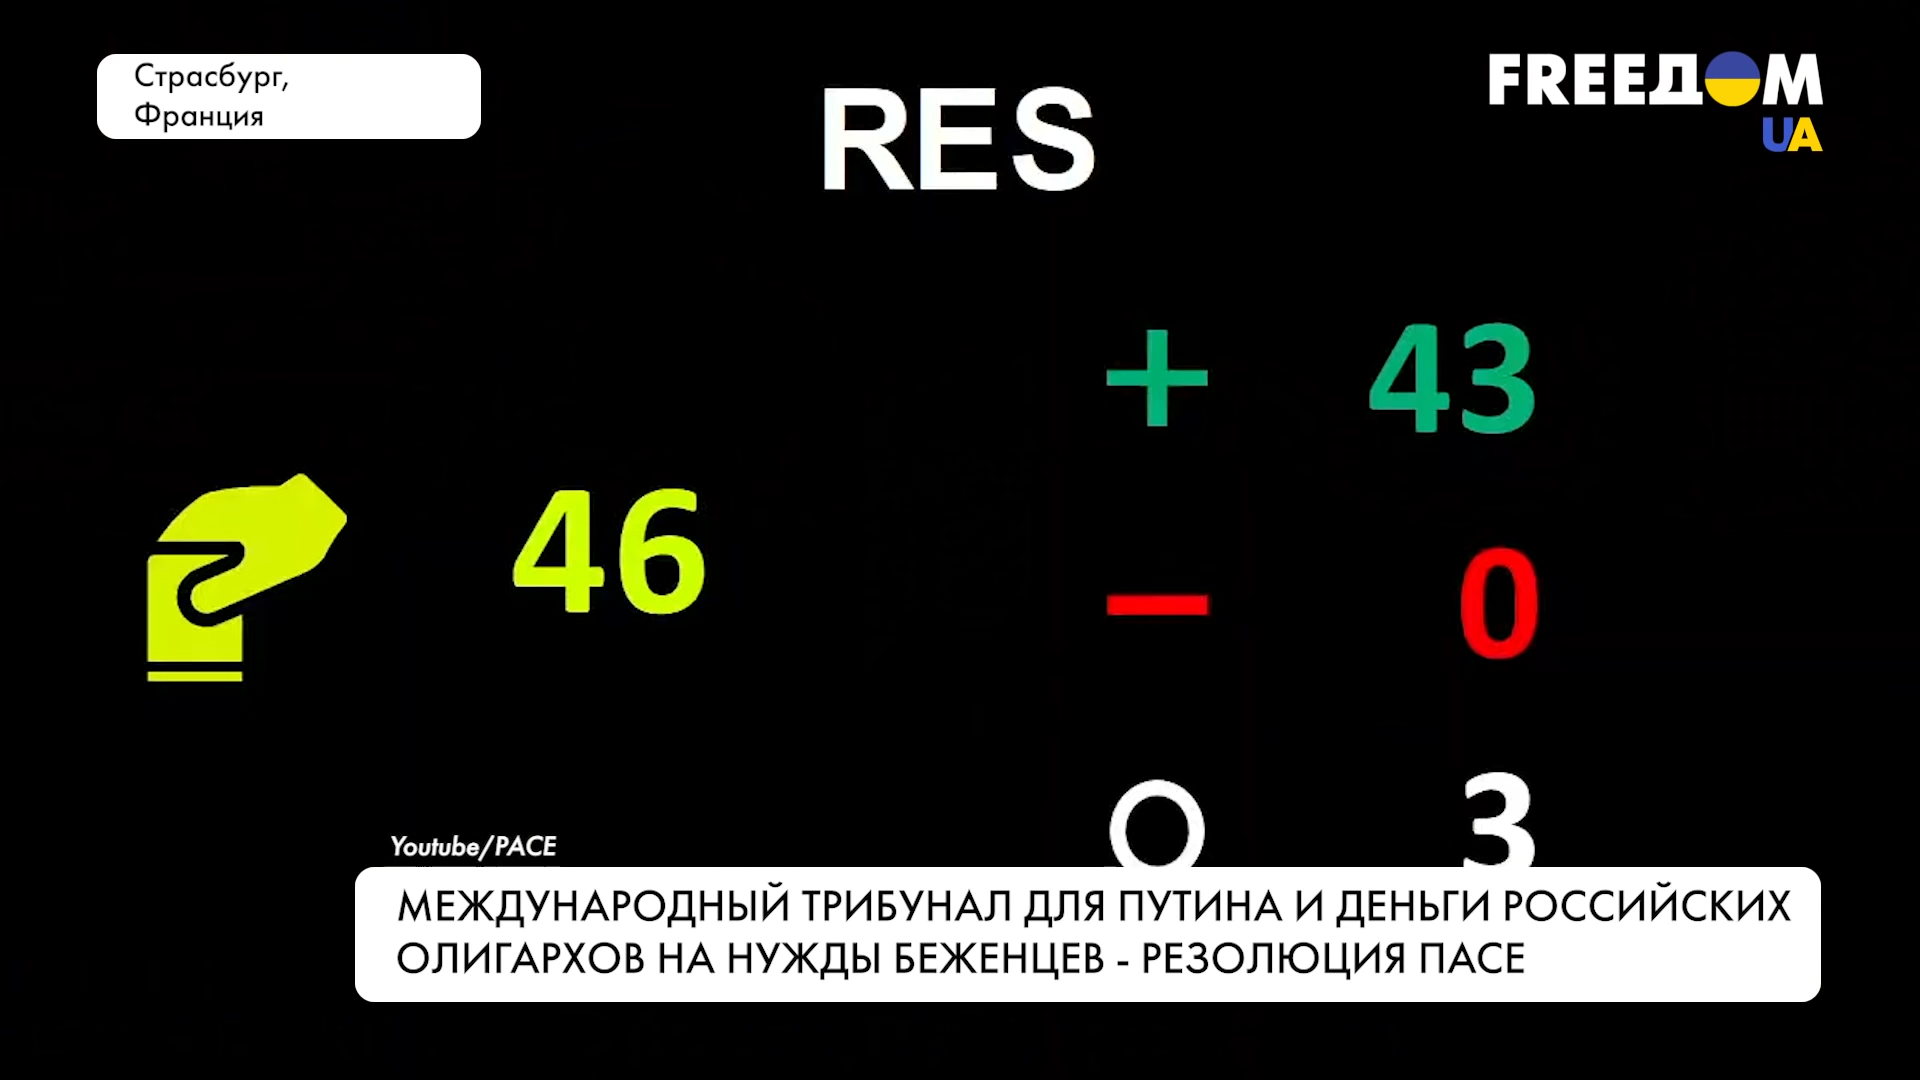 Страсбург,
Франция
FREEДOM
UA
RES
+ 43
46
− 0
O 3
Youtube/PACE
МЕЖДУНАРОДНЫЙ ТРИБУНАЛ ДЛЯ ПУТИНА И ДЕНЬГИ РОССИЙСКИХ
ОЛИГАРХОВ НА НУЖДЫ БЕЖЕНЦЕВ - РЕЗОЛЮЦИЯ ПАСЕ